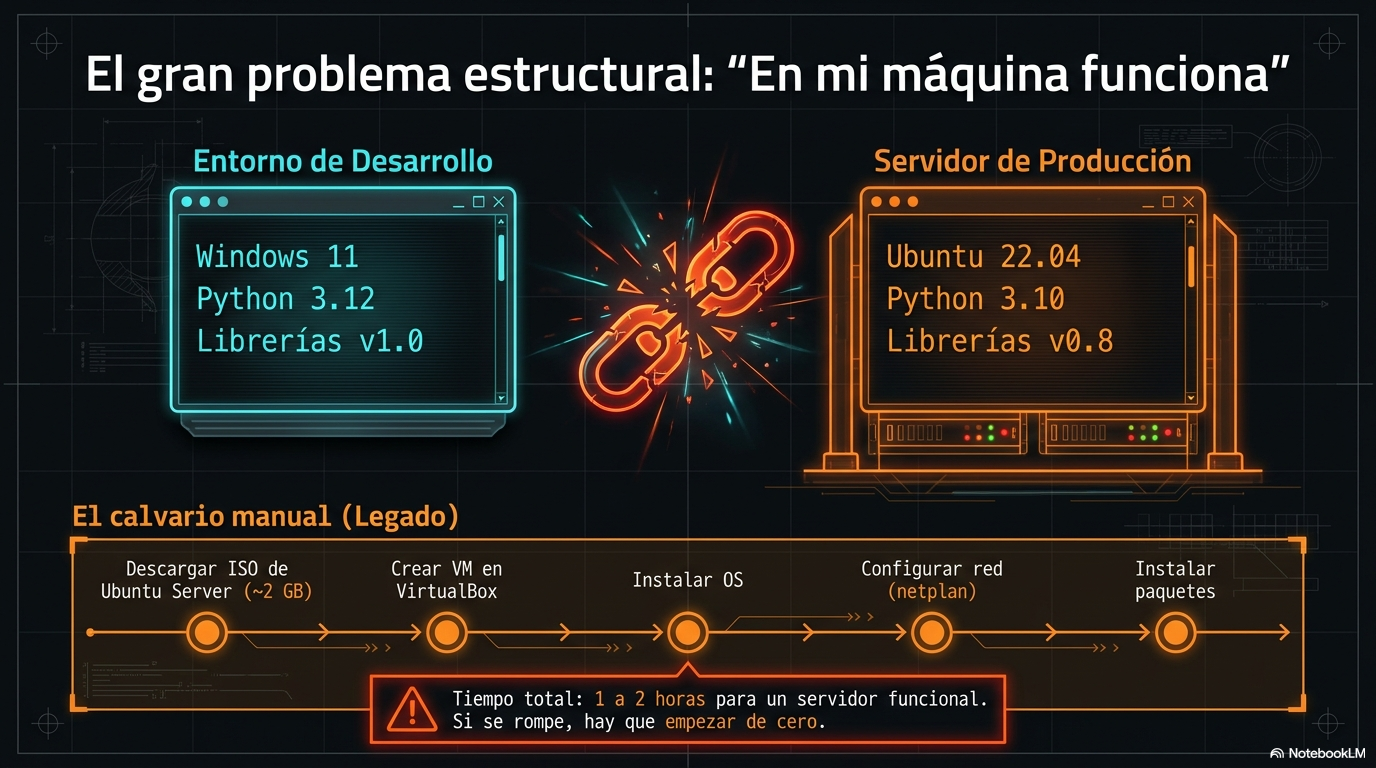 El gran problema estructural: “En mi máquina funciona”
Entorno de Desarrollo
Windows 11
Python 3.12
Librerías v1.0
Servidor de Producción
Ubuntu 22.04
Python 3.10
Librerías v0.8
El calvario manual (Legado)
Descargar ISO de
Ubuntu Server (~2 GB)
Crear VM en
VirtualBox
Instalar OS
Configurar red
(netplan)
Instalar
paquetes
Tiempo total: 1 a 2 horas para un servidor funcional.
Si se rompe, hay que empezar de cero.
NotebookLM